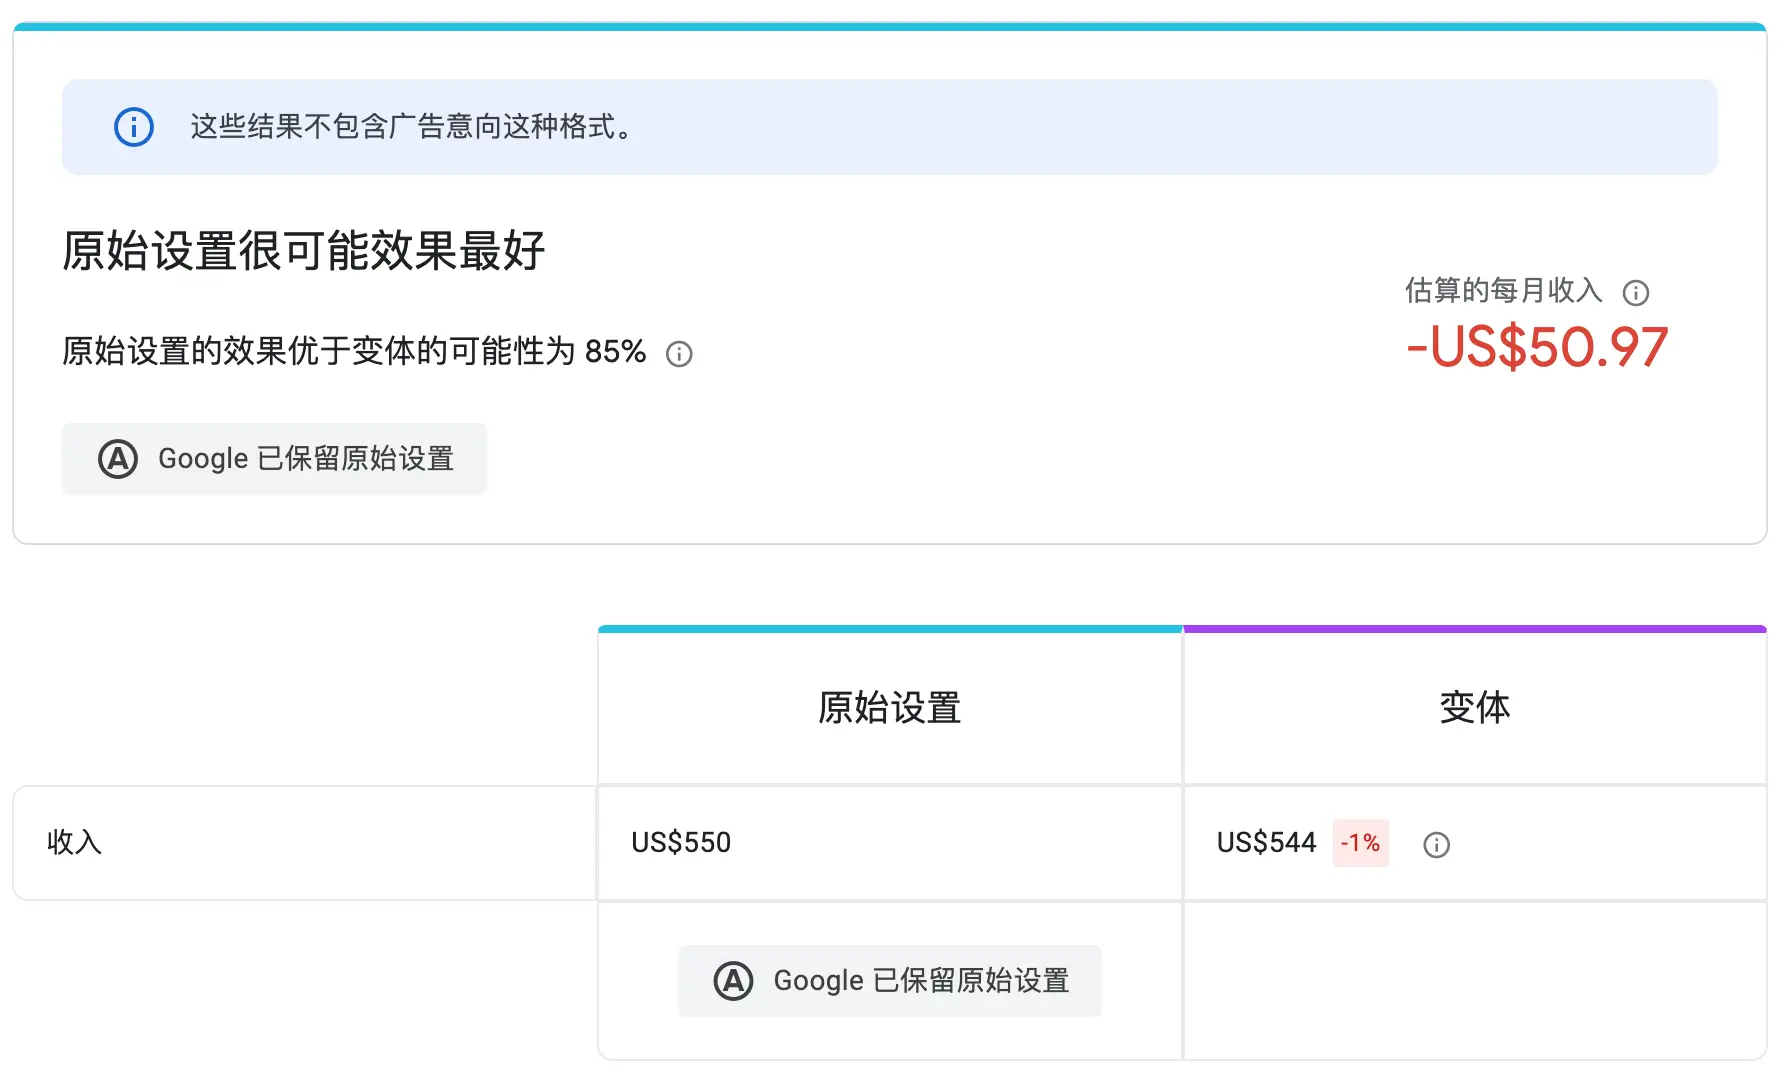 这些结果不包含广告意向这种格式。
原始设置很可能效果最好
原始设置的效果优于变体的可能性为 85%
估算的每月收入
-US$50.97
Google 已保留原始设置
原始设置
变体
收入
US$550
US$544
-1%
Google 已保留原始设置